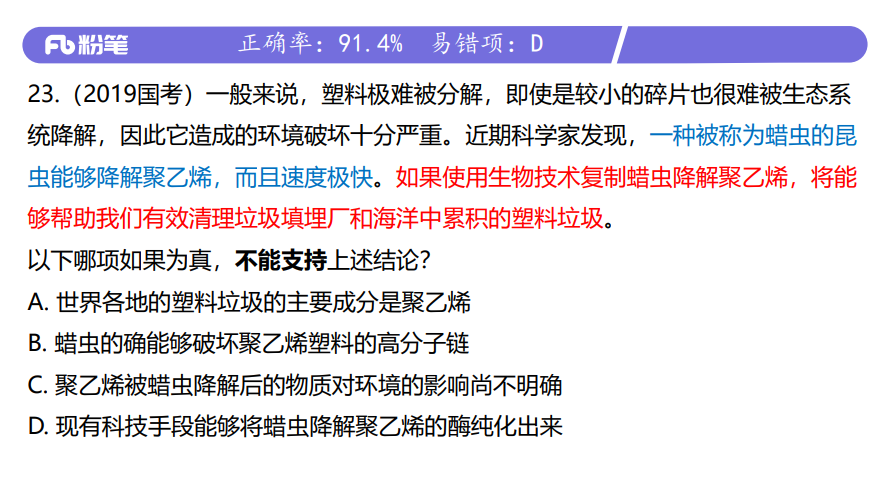 粉笔
正确率：91.4% 易错项：D
23.（2019国考）一般来说，塑料极难被分解，即使是较小的碎片也很难被生态系
统降解，因此它造成的环境破坏十分严重。近期科学家发现，一种被称为蜡虫的昆
虫能够降解聚乙烯，而且速度极快。如果使用生物技术复制蜡虫降解聚乙烯，将能
够帮助我们有效清理垃圾填埋厂和海洋中累积的塑料垃圾。
以下哪项如果为真，不能支持上述结论？
A. 世界各地的塑料垃圾的主要成分是聚乙烯
B. 蜡虫的确能够破坏聚乙烯塑料的高分子链
C. 聚乙烯被蜡虫降解后的物质对环境的影响尚不明确
D. 现有科技手段能够将蜡虫降解聚乙烯的酶纯化出来